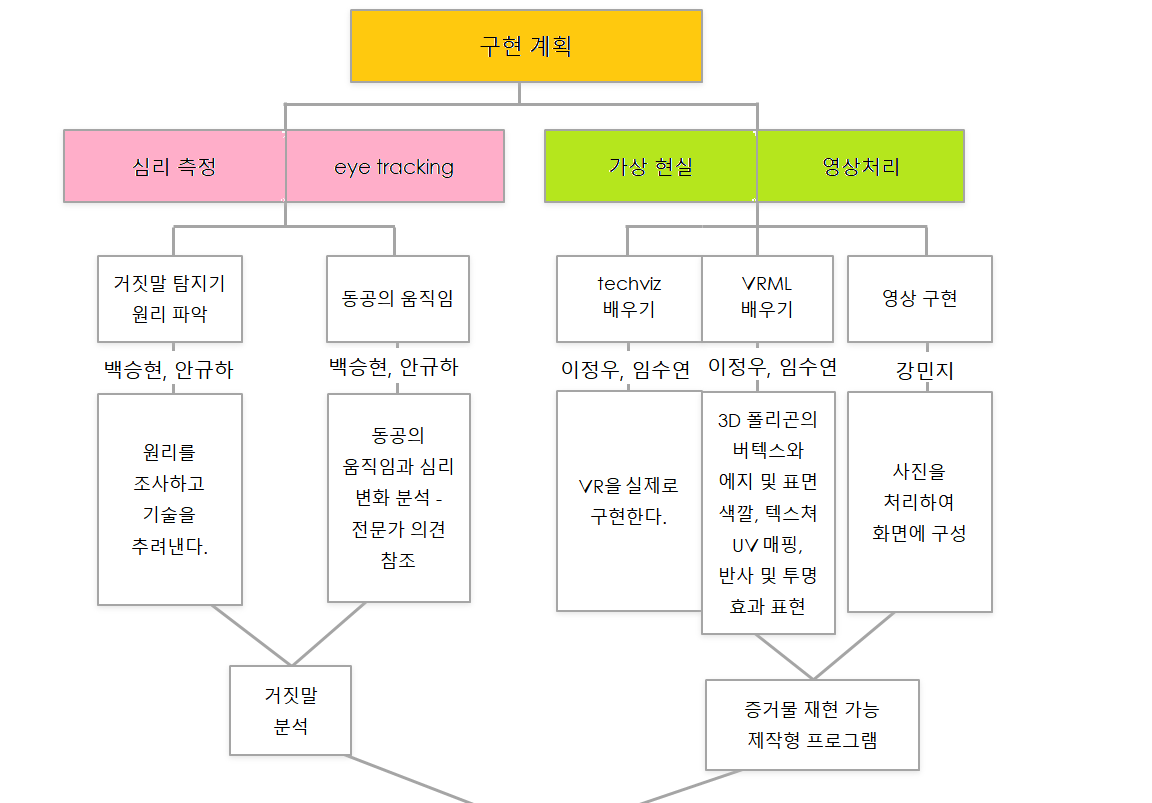 구현 계획
심리 측정
eye tracking
가상 현실
영상처리
거짓말 탐지기
원리 파악
동공의 움직임
techviz
배우기
VRML
배우기
영상 구현
백승현, 안규하
백승현, 안규하
이정우, 임수연
이정우, 임수연
강민지
원리를
조사하고
기술을
추려낸다.
동공의
움직임과 심리
변화 분석 -
전문가 의견
참조
VR을 실제로
구현한다.
3D 폴리곤의
버텍스와
에지 및 표면
색깔, 텍스쳐
UV 매핑,
반사 및 투명
효과 표현
사진을
처리하여
화면에 구성
거짓말
분석
증거물 재현 가능
제작형 프로그램